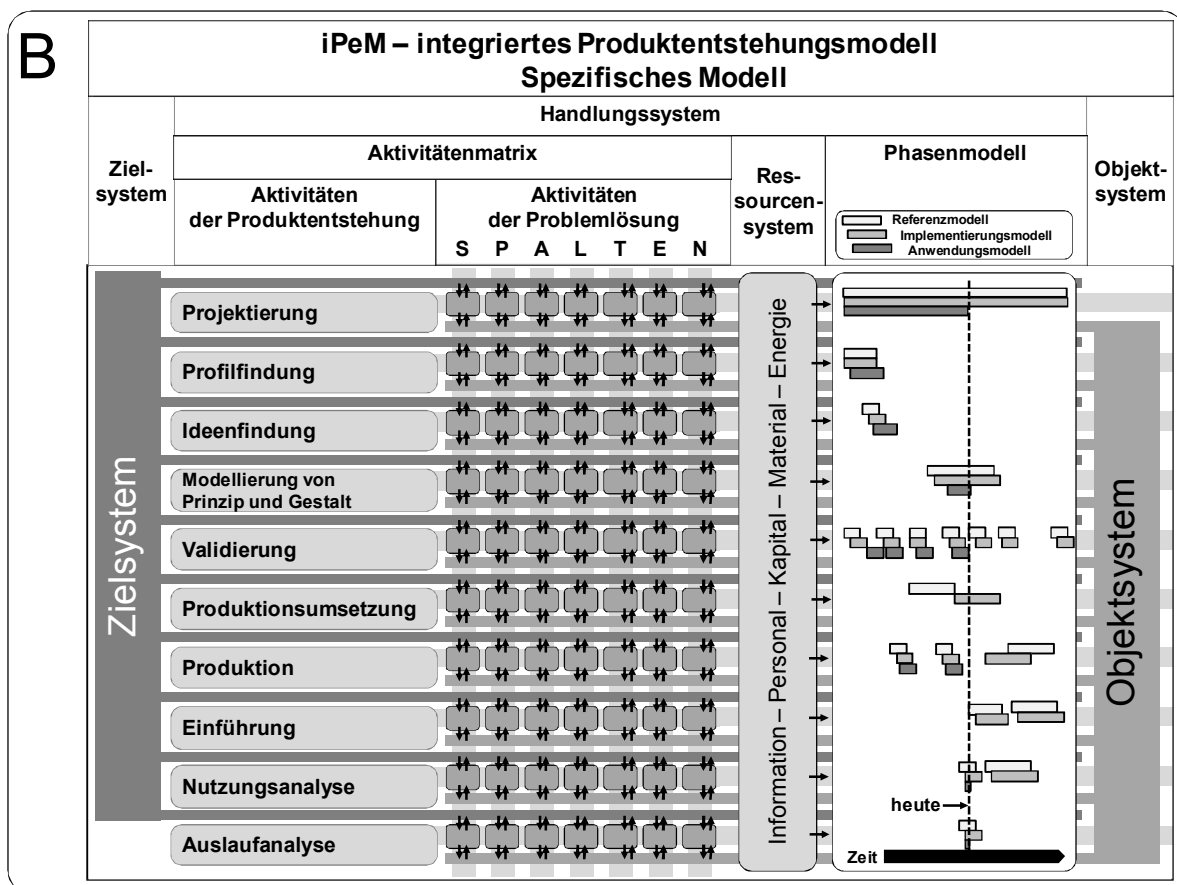 B
iPeM – integriertes Produktentstehungsmodell
Spezifisches Modell
Handlungssystem
Ziel-
system
Aktivitätenmatrix
Aktivitäten
der Produktentstehung
Aktivitäten
der Problemlösung
S P A L T E N
Res-
sourcen-
system
Phasenmodell
Referenzmodell
Implementierungsmodell
Anwendungsmodell
Objekt-
system
Zielsystem
Projektierung
Profilfindung
Ideenfindung
Modellierung von
Prinzip und Gestalt
Validierung
Produktionsumsetzung
Produktion
Einführung
Nutzungsanalyse
Auslaufanalyse
Information – Personal – Kapital – Material – Energie
heute
Zeit
Objektsystem